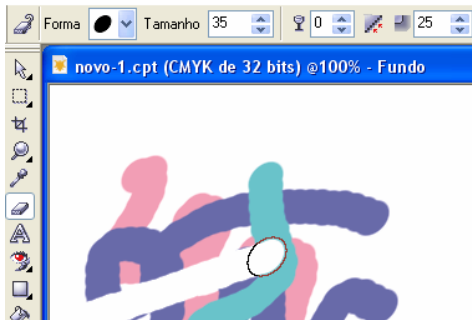 Forma Tamanho 35 0 25
novo-1.cpt (CMYK de 32 bits) @100% - Fundo
A